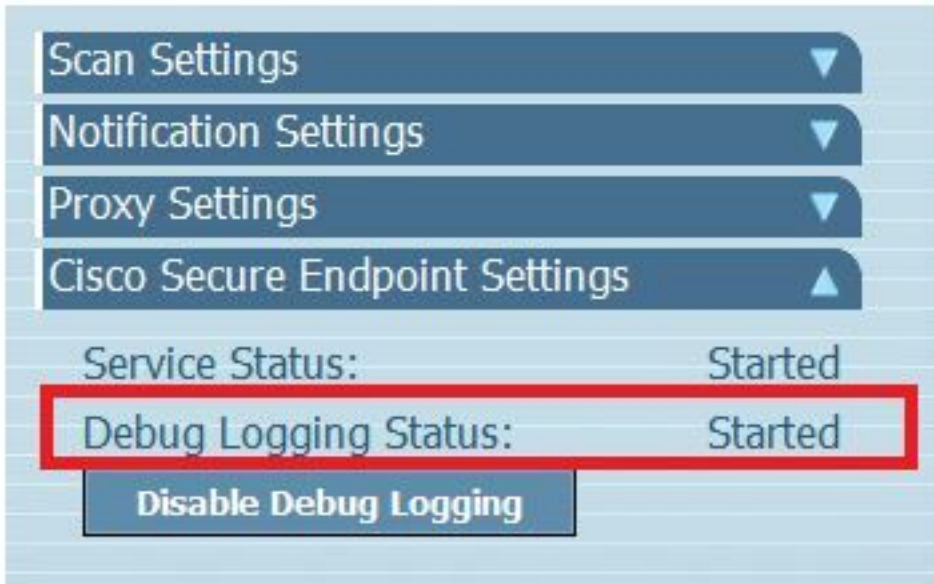 Scan Settings
Notification Settings
Proxy Settings
Cisco Secure Endpoint Settings
Service Status: Started
Debug Logging Status: Started
Disable Debug Logging